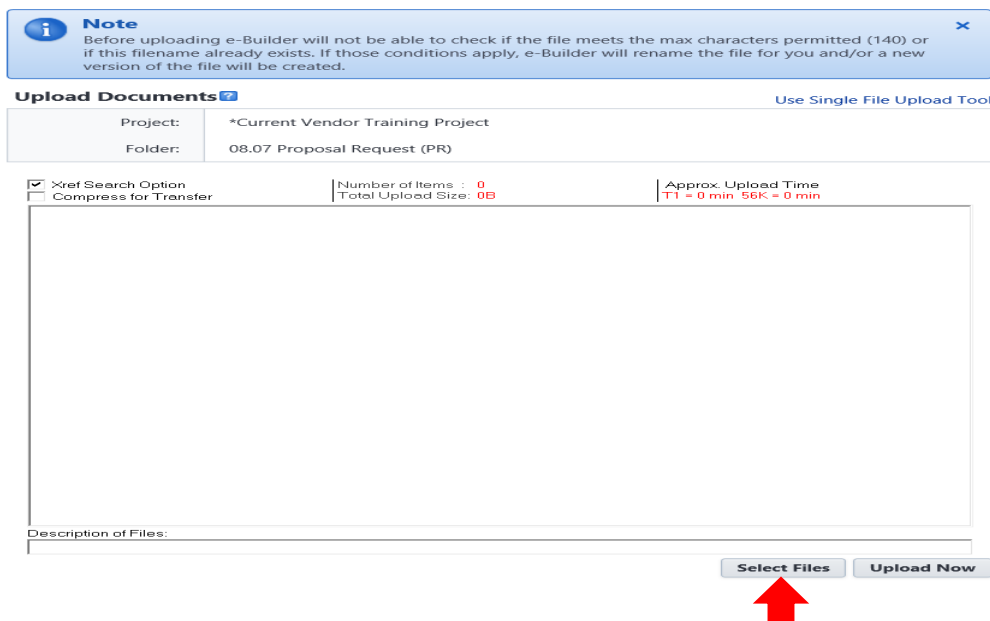 Note
Before uploading e-Builder will not be able to check if the file meets the max characters permitted (140) or
if this filename already exists. If those conditions apply, e-Builder will rename the file for you and/or a new
version of the file will be created.
Upload Documents?
Use Single File Upload Tool
Project: *Current Vendor Training Project
Folder: 08.07 Proposal Request (PR)
Xref Search Option Number of Items : 0 Approx. Upload Time
Compress for Transfer Total Upload Size: 0B T1 = 0 min 56K = 0 min
Description of Files:
Select Files Upload Now